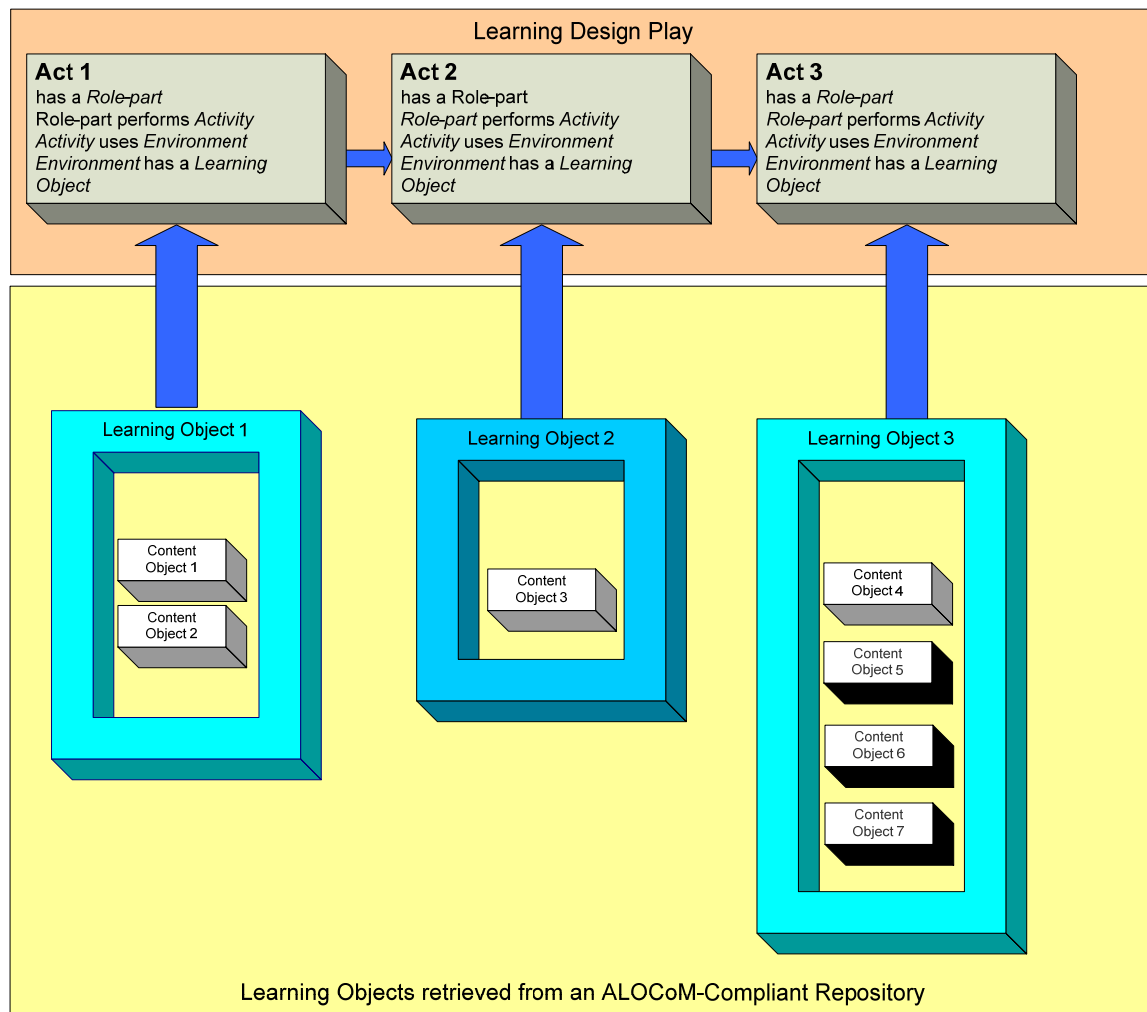 Learning Design Play
Act 1
has a Role-part
Role-part performs Activity
Activity uses Environment
Environment has a Learning
Object
Act 2
has a Role-part
Role-part performs Activity
Activity uses Environment
Environment has a Learning
Object
Act 3
has a Role-part
Role-part performs Activity
Activity uses Environment
Environment has a Learning
Object
Learning Object 1
Content
Object 1
Content
Object 2
Learning Object 2
Content
Object 3
Learning Object 3
Content
Object 4
Content
Object 5
Content
Object 6
Content
Object 7
Learning Objects retrieved from an ALOCoM-Compliant Repository